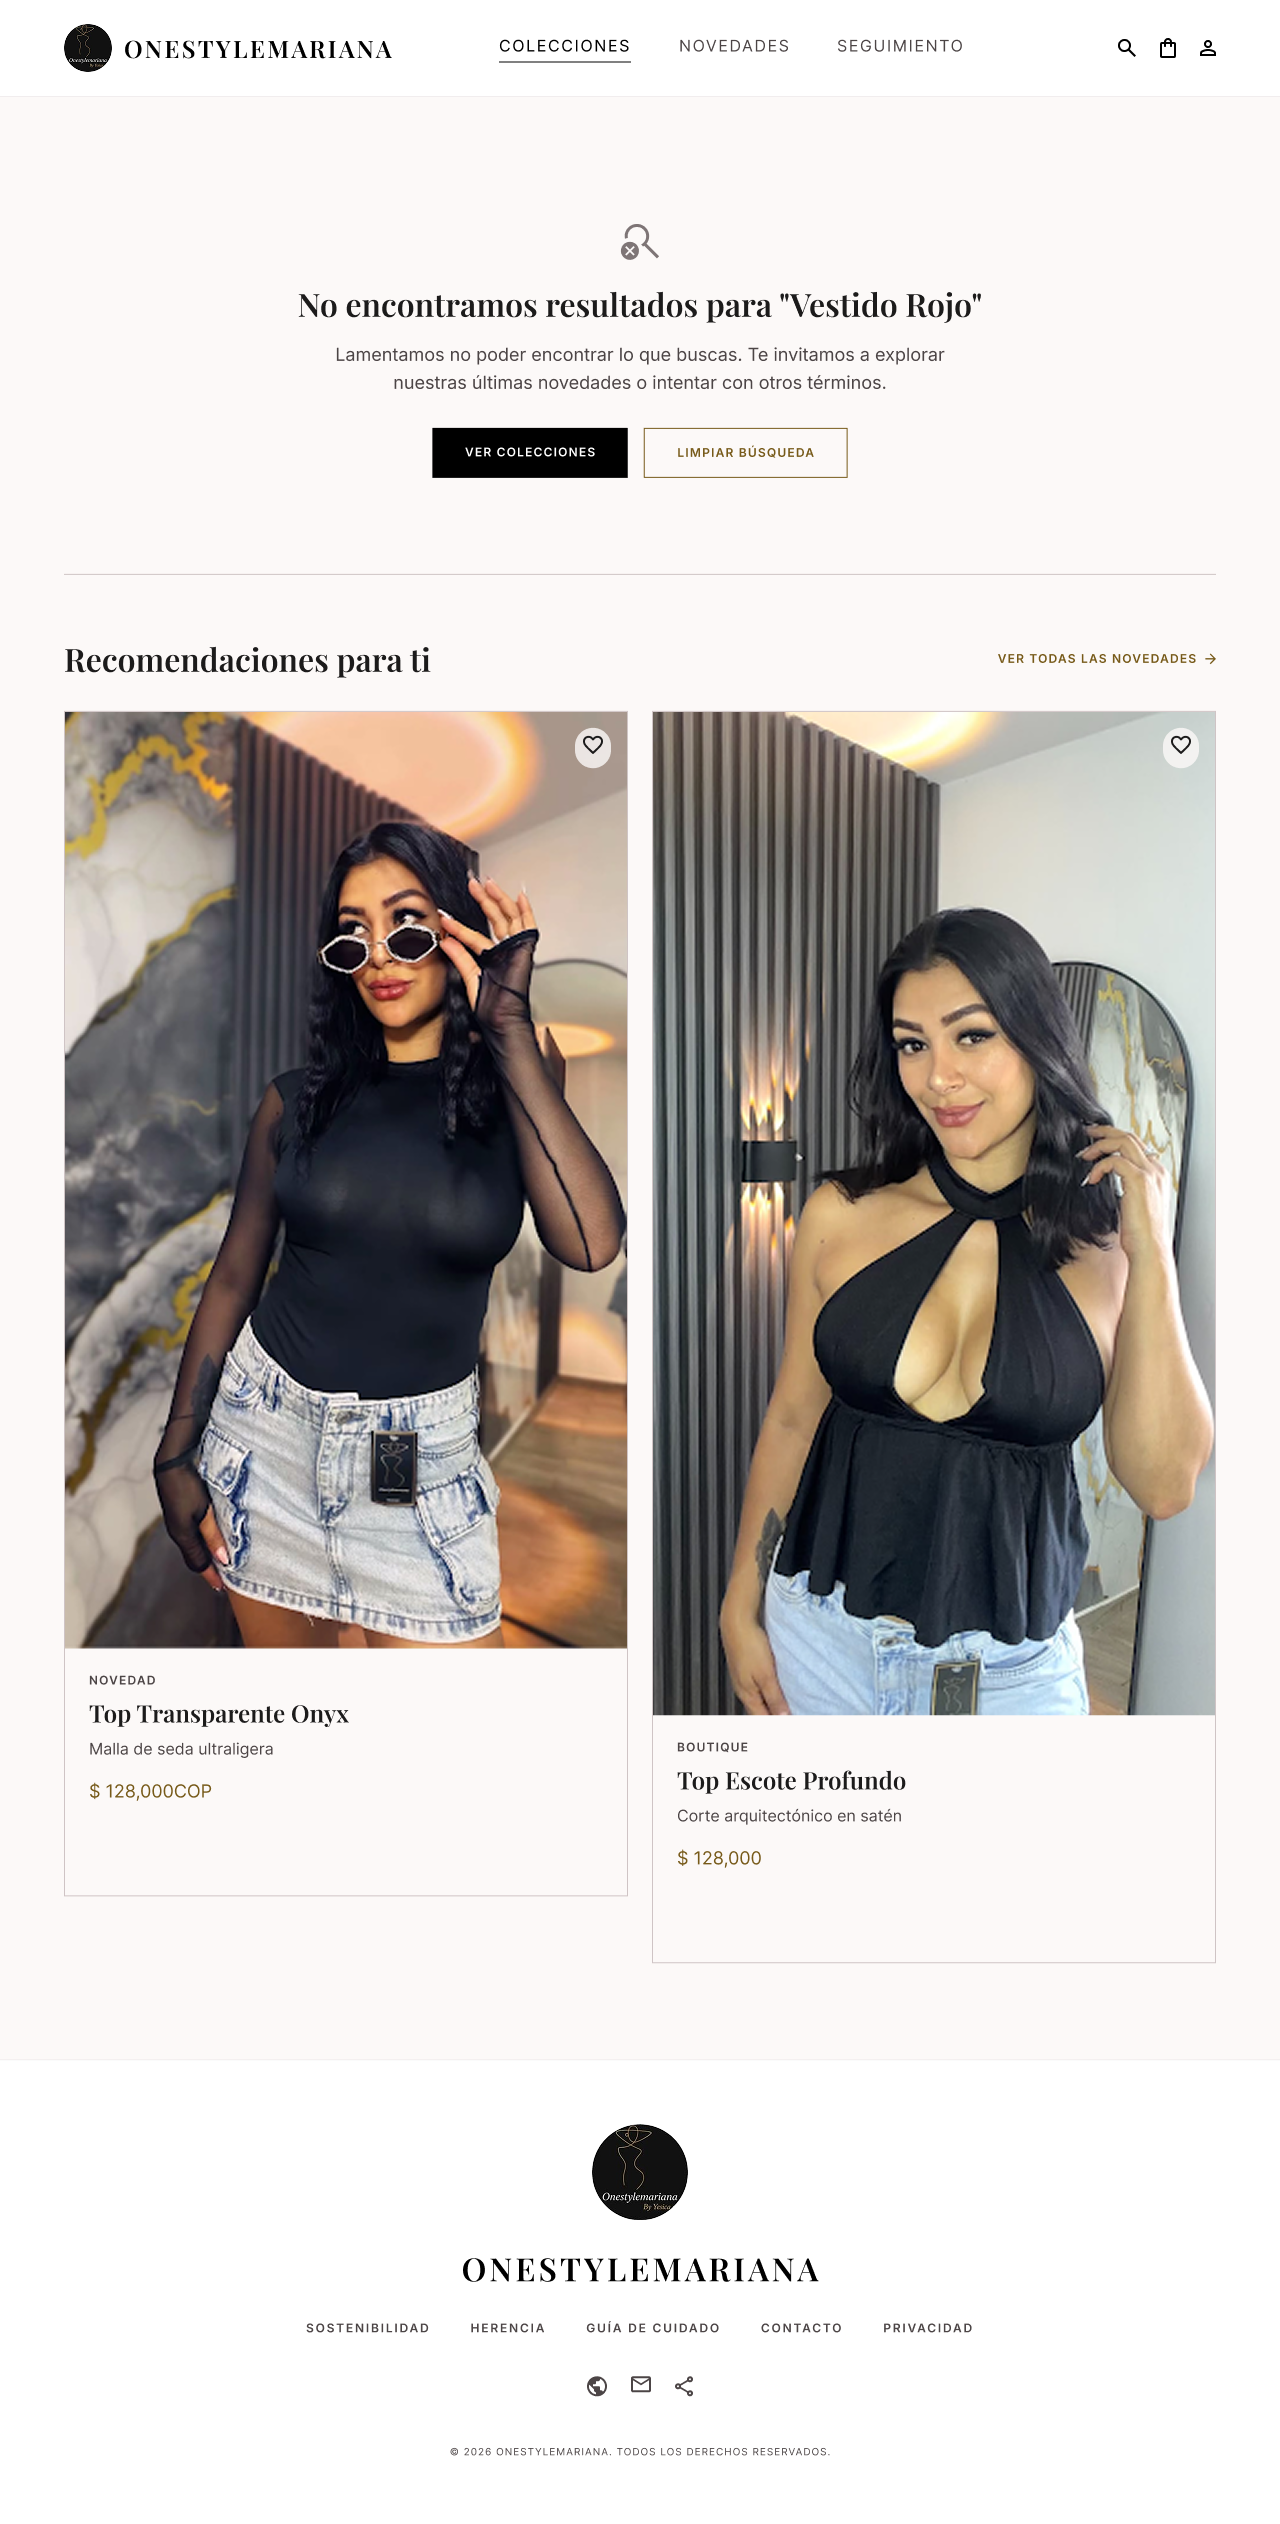 ONESTYLEMARIANA
COLECCIONES
NOVEDADES
SEGUIMIENTO
No encontramos resultados para "Vestido Rojo"
Lamentamos no poder encontrar lo que buscas. Te invitamos a explorar
nuestras últimas novedades o intentar con otros términos.
VER COLECCIONES
LIMPIAR BÚSQUEDA
Recomendaciones para ti
VER TODAS LAS NOVEDADES
NOVEDAD
Top Transparente Onyx
Malla de seda ultraligera
$ 128,000COP
BOUTIQUE
Top Escote Profundo
Corte arquitectónico en satén
$ 128,000
Onestylemariana
By Yesica
ONESTYLEMARIANA
SOSTENIBILIDAD
HERENCIA
GUÍA DE CUIDADO
CONTACTO
PRIVACIDAD
© 2026 ONESTYLEMARIANA. TODOS LOS DERECHOS RESERVADOS.